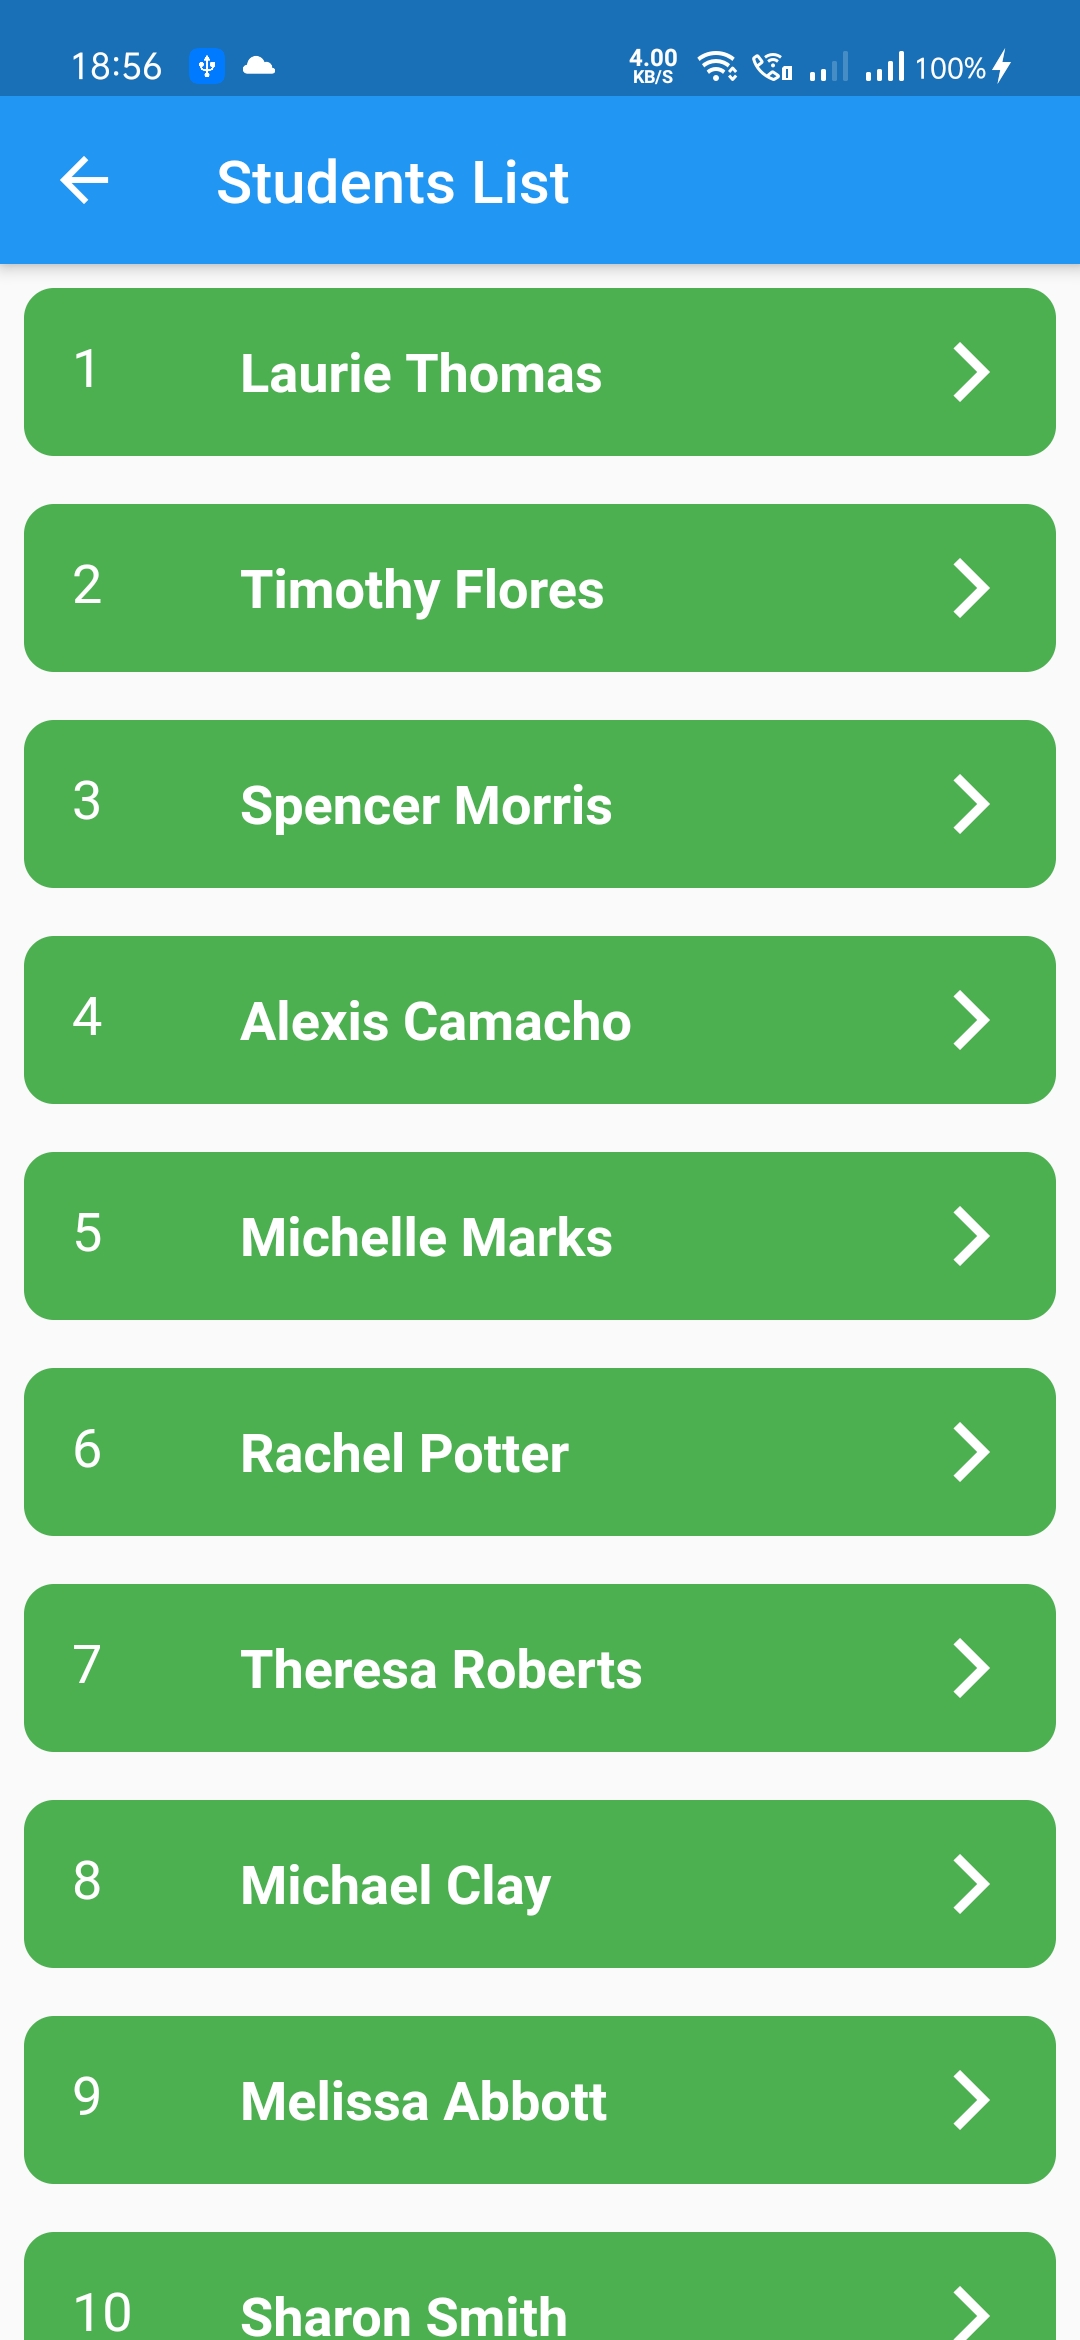 18:56 4.00 KB/S 100%
Students List
1 Laurie Thomas
2 Timothy Flores
3 Spencer Morris
4 Alexis Camacho
5 Michelle Marks
6 Rachel Potter
7 Theresa Roberts
8 Michael Clay
9 Melissa Abbott
10 Sharon Smith